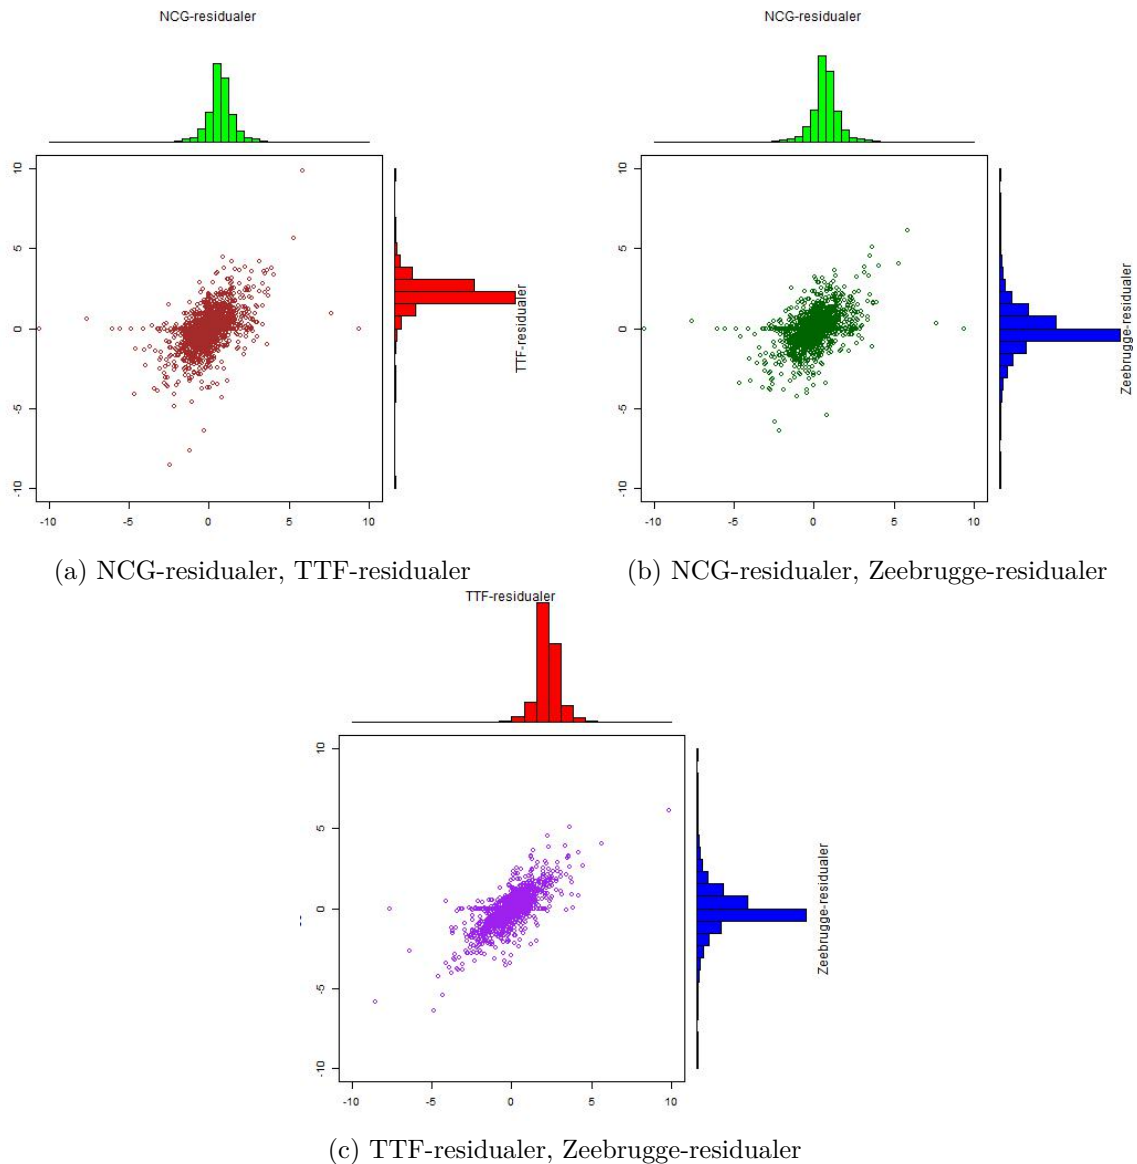 NCG-residualer
10
5
0
-5
-10
-10 -5 0 5 10
TTF-residualer
(a) NCG-residualer, TTF-residualer
NCG-residualer
10
5
0
-5
-10
-10 -5 0 5 10
Zeebrugge-residualer
(b) NCG-residualer, Zeebrugge-residualer
TTF-residualer
10
5
0
-5
-10
-10 -5 0 5 10
Zeebrugge-residualer
(c) TTF-residualer, Zeebrugge-residualer